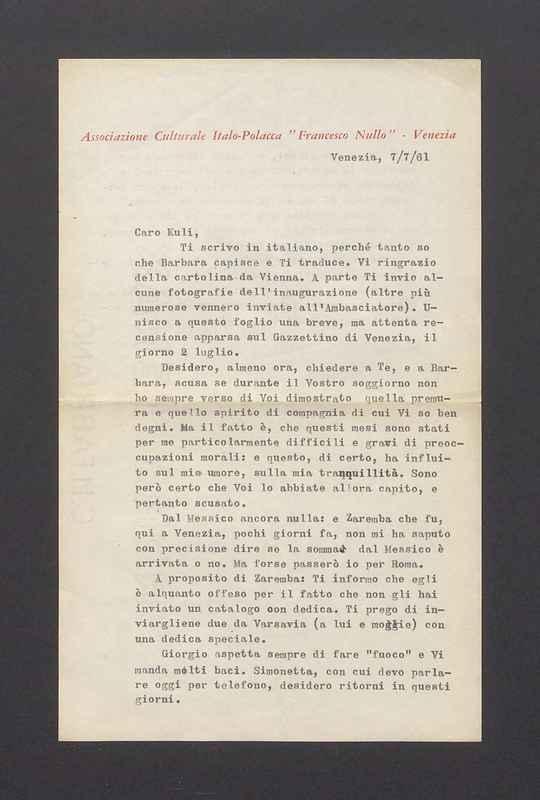 Associazione Culturale Italo-Polacca "Francesco Nullo" - Venezia
Venezia, 7/7/61
Caro Kuli,
Ti scrivo in italiano, perché tanto so
che Barbara capisce e Ti traduce. Vi ringrazio
della cartolina da Vienna. A parte Ti invio al-
cune fotografie dell'inaugurazione (altre più
numerose vennero inviate all'Ambasciatore). U-
nisco a questo foglio una breve, ma attenta re-
censione apparsa sul Gazzettino di Venezia, il
giorno 2 luglio.
Desidero, almeno ora, chiedere a Te, e a Bar-
bara, scusa se durante il Vostro soggiorno non
ho sempre verso di Voi dimostrato quella premu-
ra e quello spirito di compagnia di cui Vi so ben
degni. Ma il fatto è, che questi mesi sono stati
per me particolarmente difficili e gravi di preoc-
cupazioni morali: e questo, di certo, ha influi-
to sul mio umore, sulla mia tranquillità. Sono
però certo che Voi lo abbiate allora capito, e
pertanto scusato.
Dal Messico ancora nulla: e Zaremba che fu,
qui a Venezia, pochi giorni fa, non mi ha saputo
con precisione dire se la somma dal Messico è
arrivata o no. Ma forse passerò io per Roma.
A proposito di Zaremba: Ti informo che egli
è alquanto offeso per il fatto che non gli hai
inviato un catalogo con dedica. Ti prego di in-
viargliene due da Varsavia (a lui e moglie) con
una dedica speciale.
Giorgio aspetta sempre di fare "fuoco" e Vi
manda molti baci. Simonetta, con cui devo parla-
re oggi per telefono, desidero ritorni in questi
giorni.